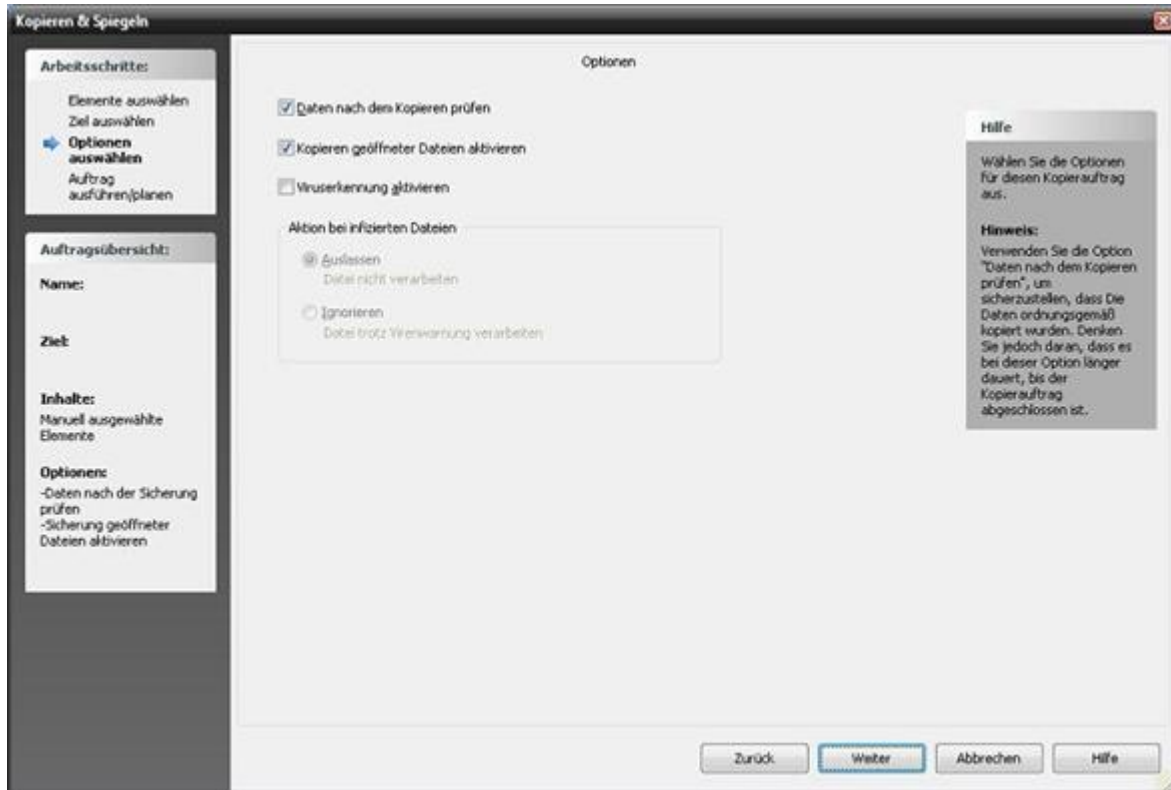 Kopieren & Spiegeln
Arbeitsschritte:
Elemente auswählen
Ziel auswählen
Optionen
auswählen
Auftrag
ausführen/planen
Auftragsübersicht:
Name:
Ziel:
Inhalte:
Manuell ausgewählte
Elemente
Optionen:
-Daten nach der Sicherung
prüfen
-Sicherung geöffneter
Dateien aktivieren
Optionen
Daten nach dem Kopieren prüfen
Kopieren geöffneter Dateien aktivieren
Viruserkennung aktivieren
Aktion bei infizierten Dateien
Auslassen
Datei nicht verarbeiten
Ignorieren
Datei trotz Virenwarnung verarbeiten
Hilfe
Wählen Sie die Optionen
für diesen Kopierauftrag
aus.
Hinweis:
Verwenden Sie die Option
"Daten nach dem Kopieren
prüfen", um
sicherzustellen, dass Die
Daten ordnungsgemäß
kopiert wurden. Denken
Sie jedoch daran, dass es
bei dieser Option länger
dauert, bis der
Kopierauftrag
abgeschlossen ist.
Zurück
Weiter
Abbrechen
Hilfe